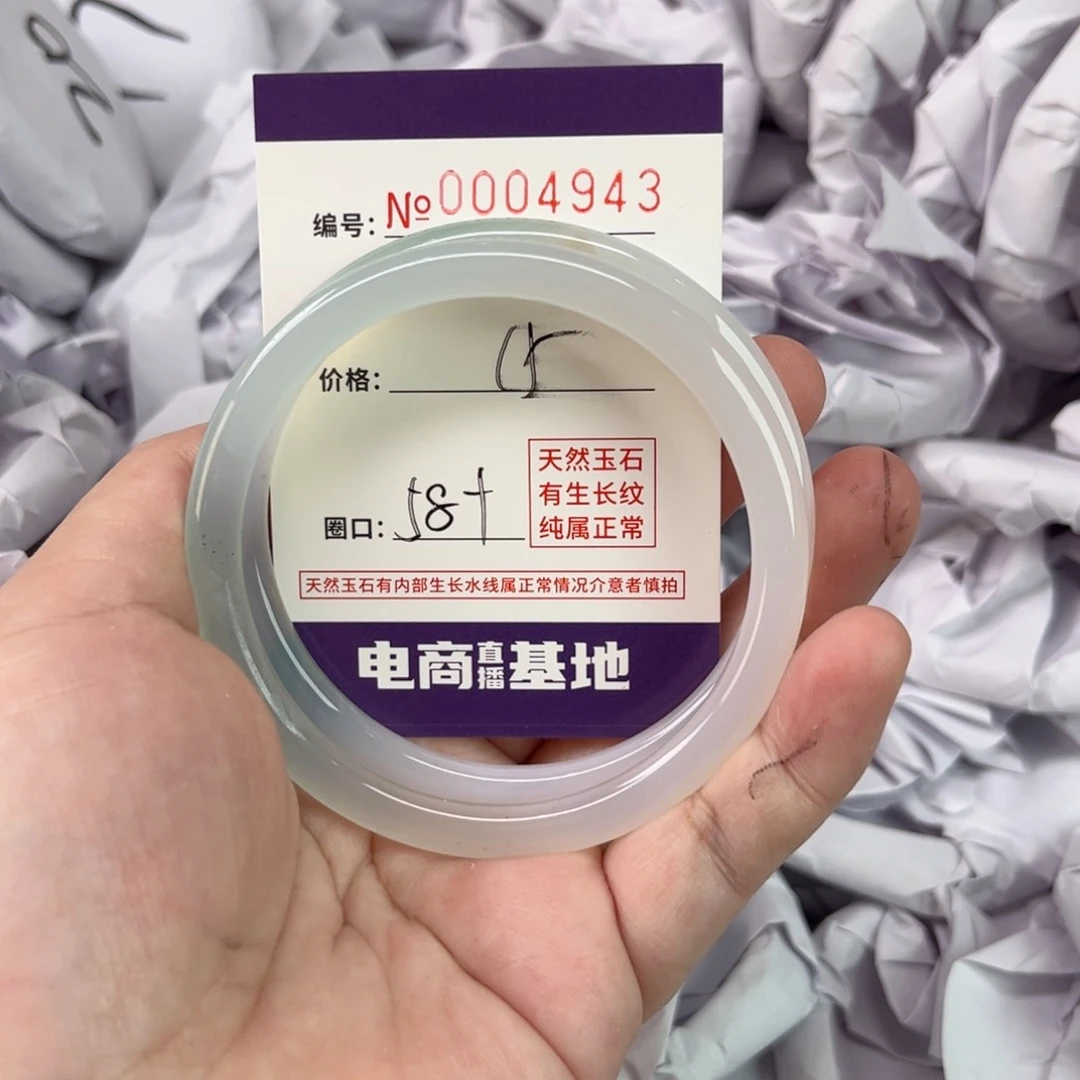 编号: №0004943
价格:
圈口: 58+
天然玉石
有生长纹
纯属正常
天然玉石有内部生长水线属正常情况介意者慎拍
电商直播基地